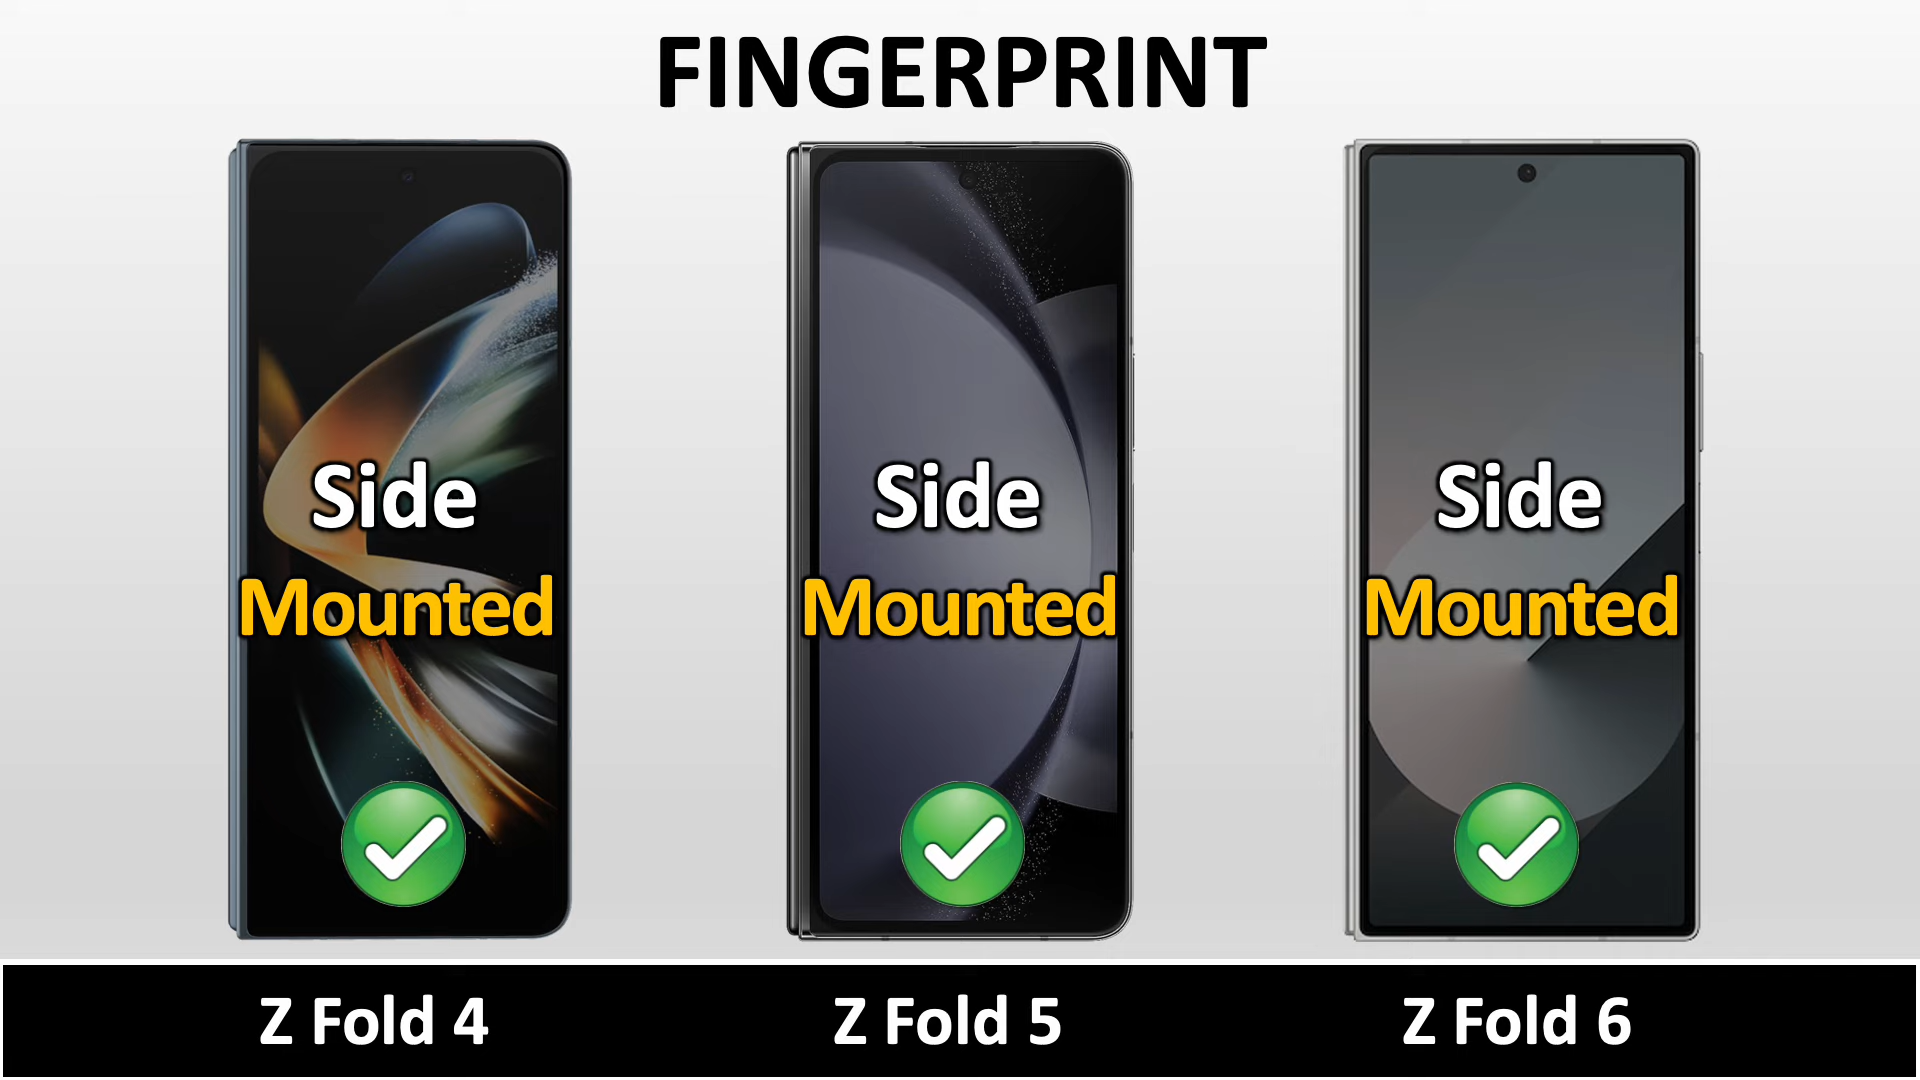 FINGERPRINT
Side
Mounted
Side
Mounted
Side
Mounted
Z Fold 4
Z Fold 5
Z Fold 6